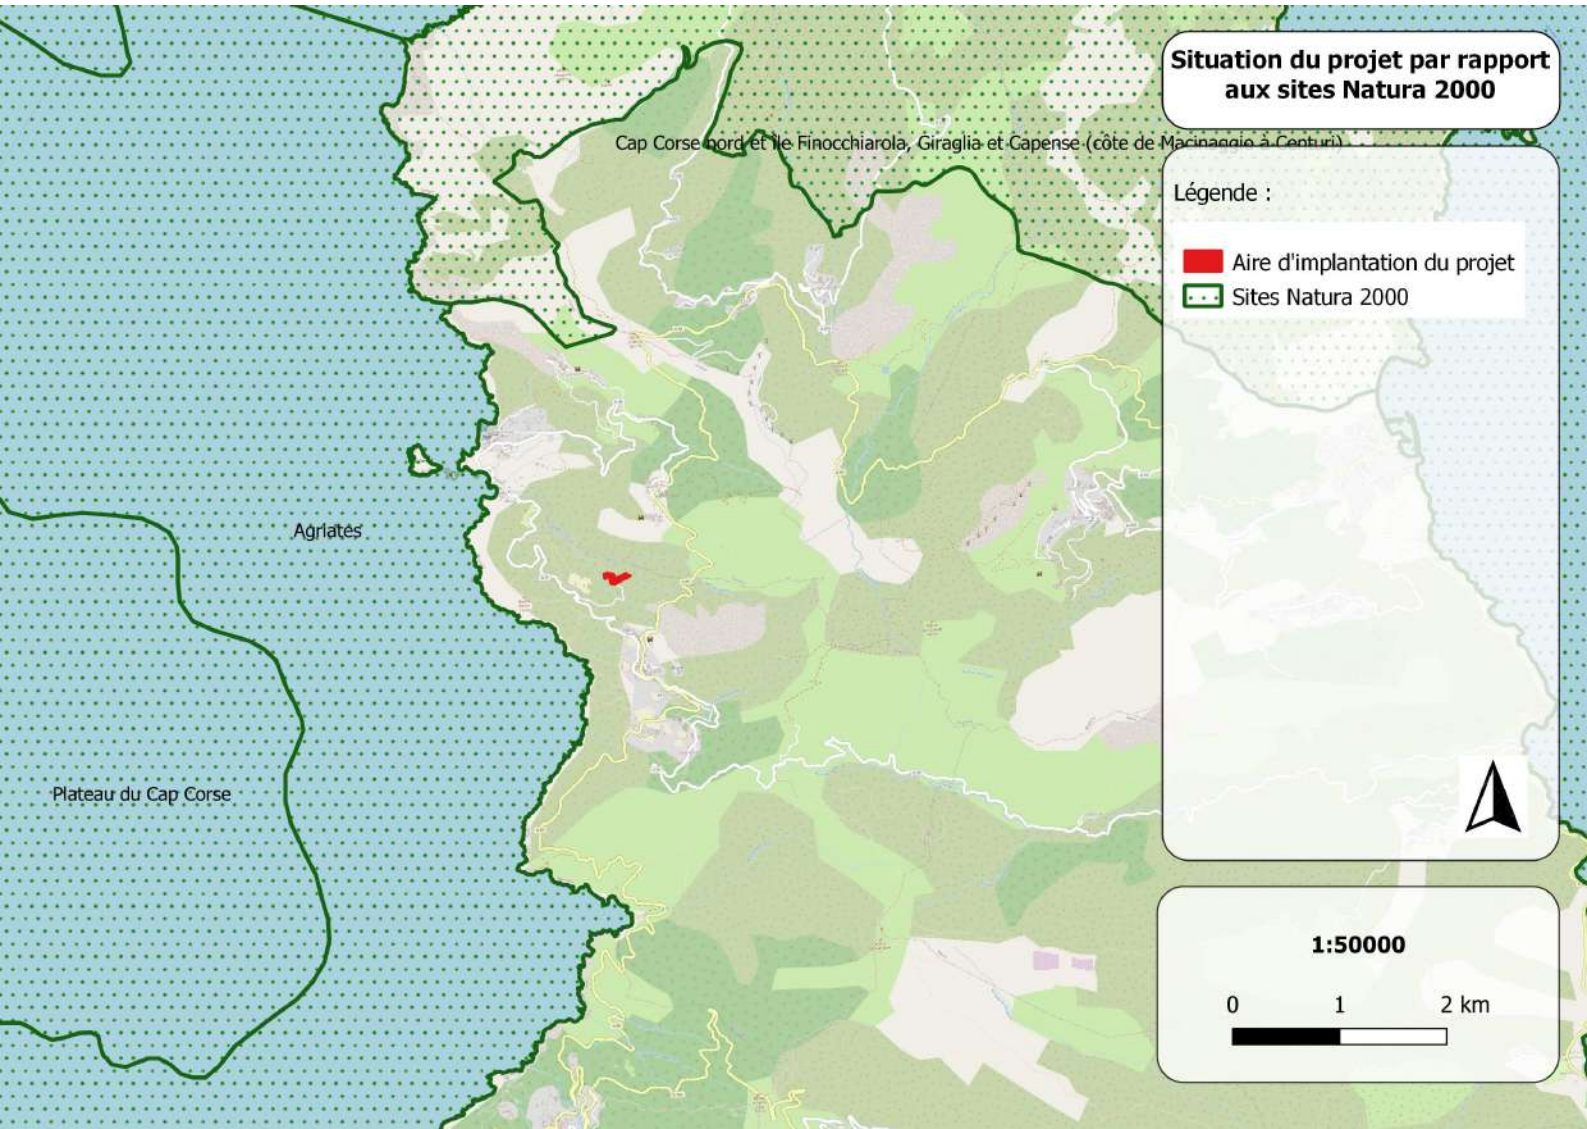 Situation du projet par rapport
aux sites Natura 2000
Cap Corse nord et île Finocchiarola, Giraglia et Capense (côte de Macinaggio à Centuri)
Légende :
Aire d'implantation du projet
Sites Natura 2000
Agriates
Plateau du Cap Corse
1:50000
0 1 2 km